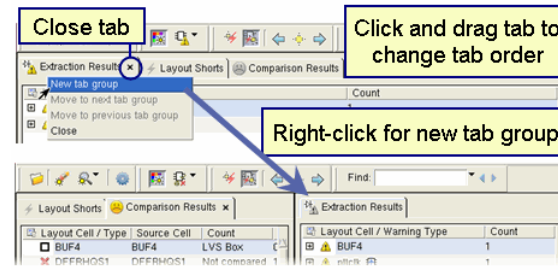 Close tab
Click and drag tab to
change tab order
Extraction Results
Layout Shorts
Comparison Results
New tab group
Move to next tab group
Move to previous tab group
Close
Count
1
Right-click for new tab group
Find:
Layout Shorts
Comparison Results
Extraction Results
Layout Cell / Type
Source Cell
Count
Layout Cell / Warning Type
Count
BUF4
BUF4
LVS Box
BUF4
1
DFFRHQS1
DFFRHQS1
Not compared
1
1